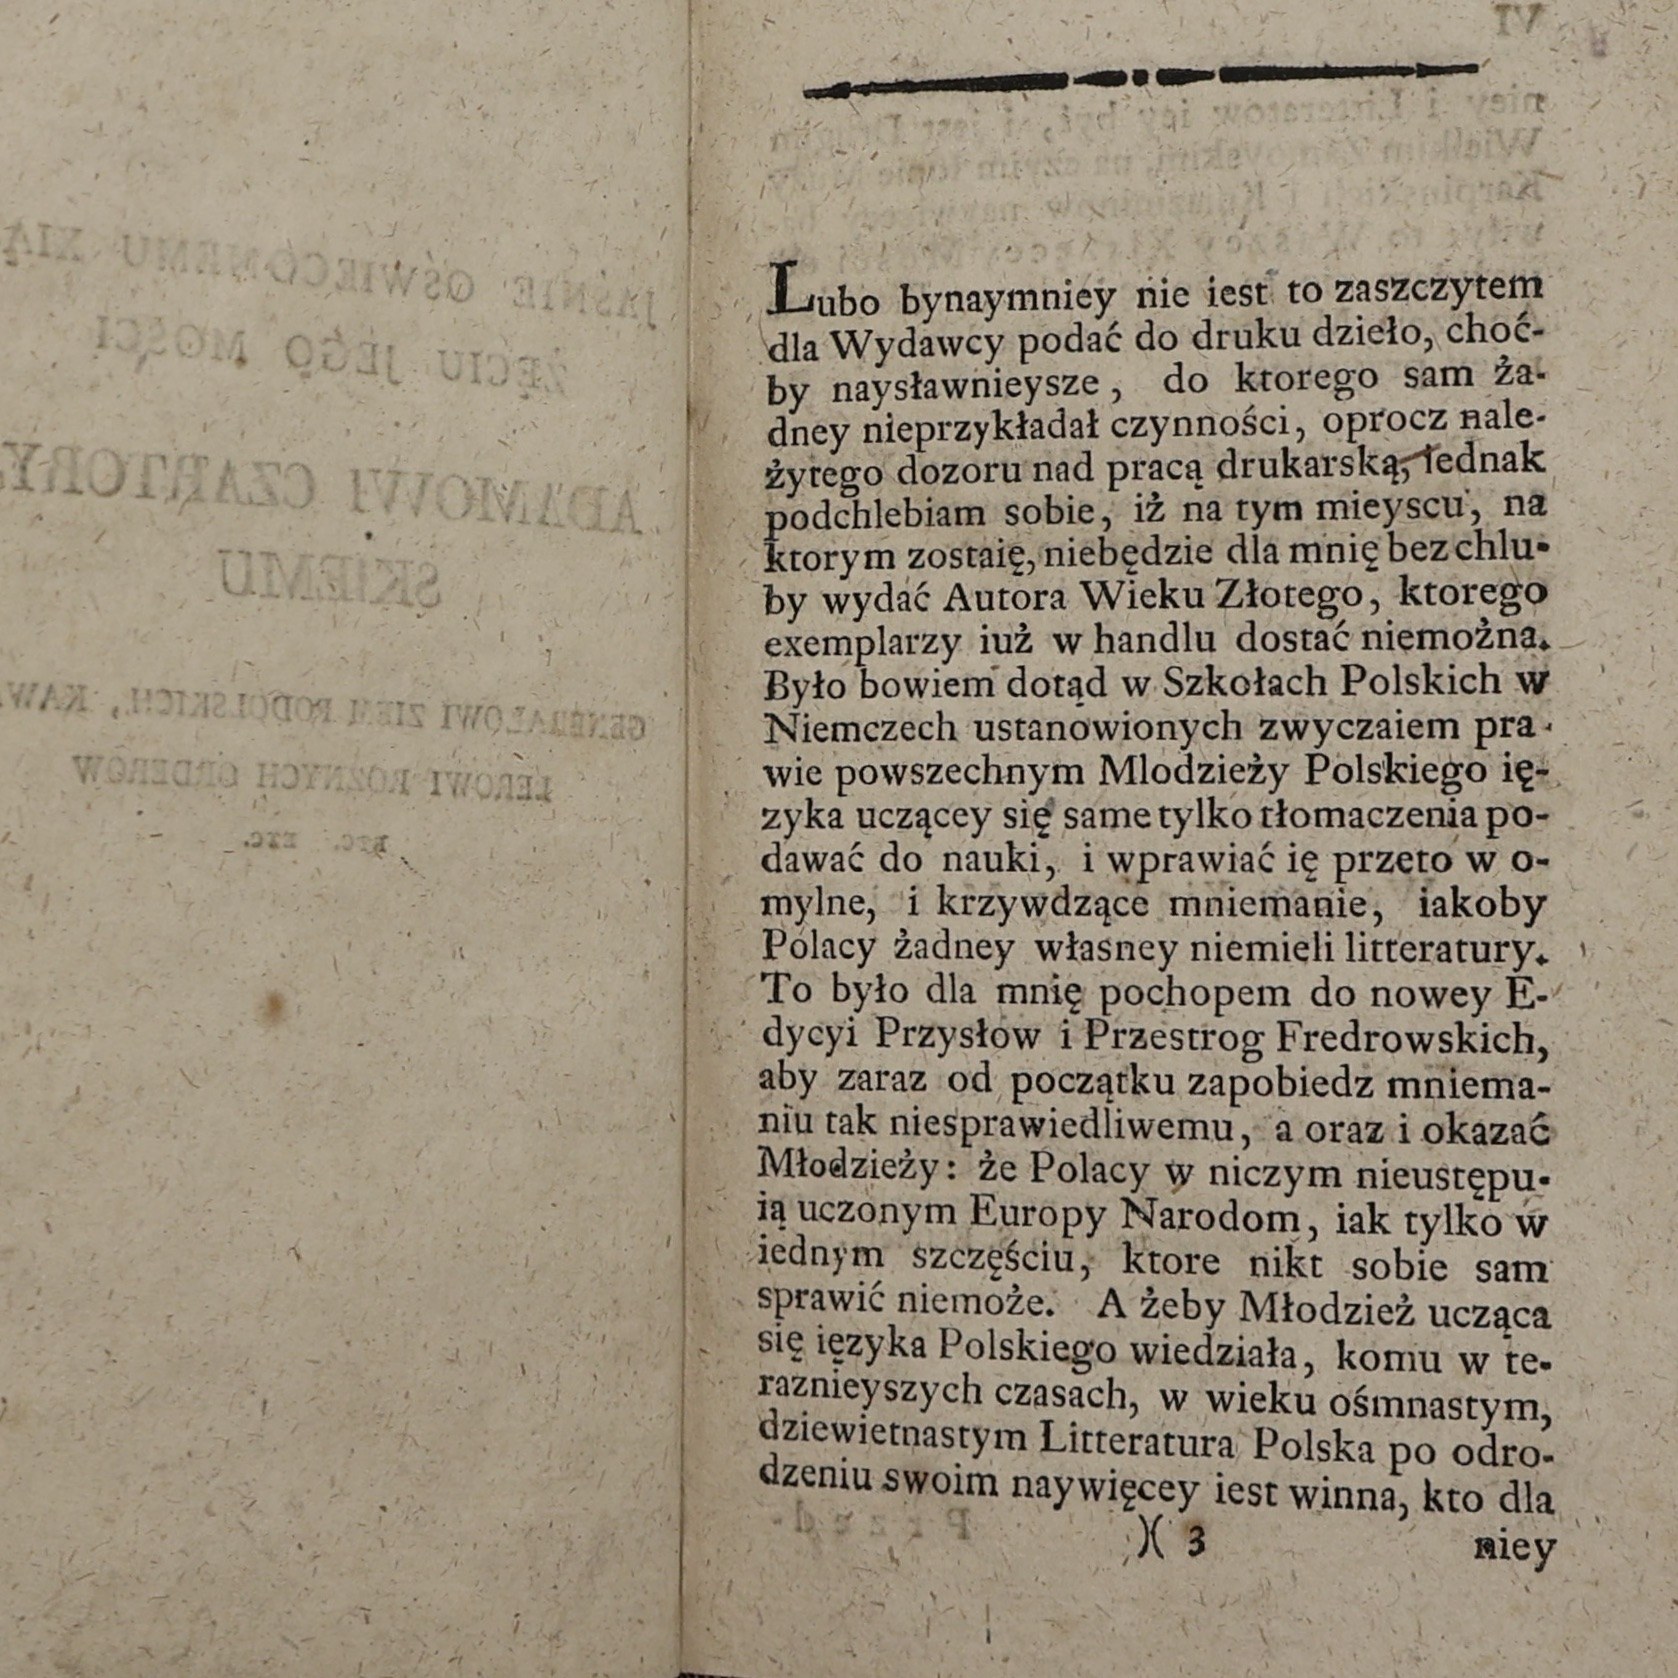 Lubo bynaymniey nie iest to zaszczytem
dla Wydawcy podać do druku dzieło, choć-
by naysławnieysze, do ktorego sam ża-
dney nieprzykładał czynności, oprocz nale-
żytego dozoru nad pracą drukarską, iednak
podchlebiam sobie, iż na tym mieyscu, na
ktorym zostaię, niebędzie dla mnię bez chlu-
by wydać Autora Wieku Złotego, ktorego
exemplarzy iuż w handlu dostać niemożna.
Było bowiem dotąd w Szkołach Polskich w
Niemczech ustanowionych zwyczaiem pra-
wie powszechnym Mlodzieży Polskiego ię-
zyka uczącey się same tylko tłomaczenia po-
dawać do nauki, i wprawiać ię przeto w o-
mylne, i krzywdzące mniemanie, iakoby
Polacy żadney własney niemieli litteratury.
To było dla mnię pochopem do nowey E-
dycyi Przysłow i Przestrog Fredrowskich,
aby zaraz od początku zapobiedz mniema-
niu tak niesprawiedliwemu, a oraz i okazać
Młodzieży: że Polacy w niczym nieustępu-
ią uczonym Europy Narodom, iak tylko w
iednym szczęściu, ktore nikt sobie sam
sprawić niemoże. A żeby Młodzież ucząca
się ięzyka Polskiego wiedziała, komu w te-
raznieyszych czasach, w wieku ośmnastym,
dziewietnastym Litteratura Polska po odro-
dzeniu swoim naywięcey iest winna, kto dla
)( 3 niey